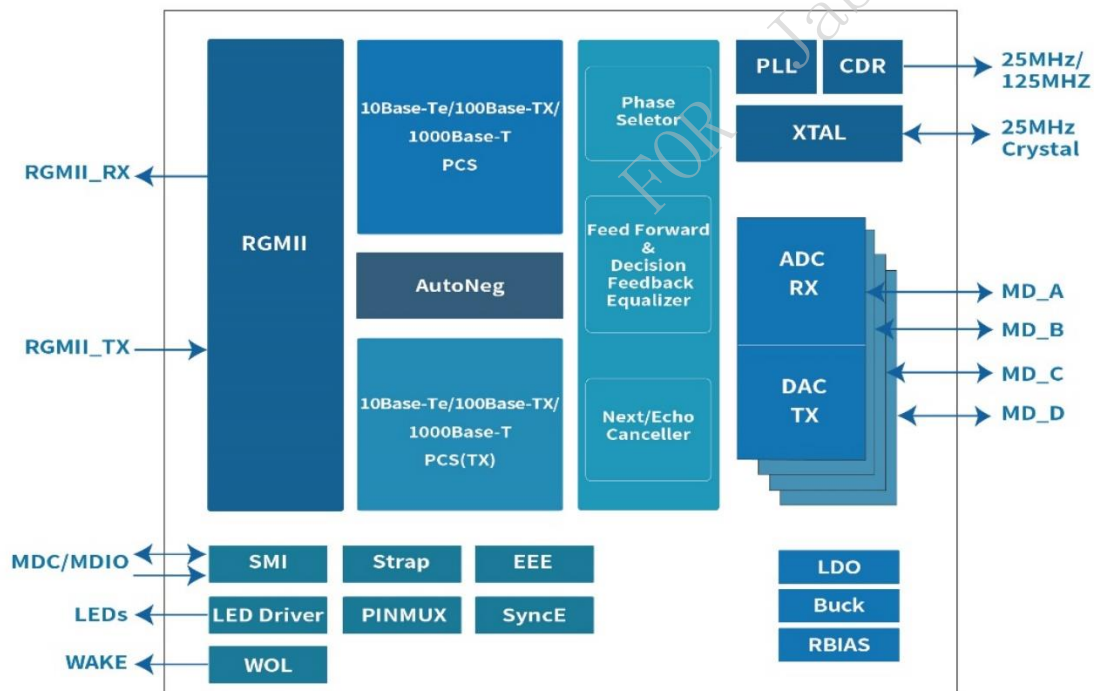 FOR Jac
RGMII_RX
RGMII_TX
RGMII
10Base-Te/100Base-TX/
1000Base-T
PCS
AutoNeg
10Base-Te/100Base-TX/
1000Base-T
PCS(TX)
Phase
Seletor
Feed Forward
&
Decision
Feedback
Equalizer
Next/Echo
Canceller
PLL
CDR
25MHz/
125MHZ
XTAL
25MHz
Crystal
ADC
RX
DAC
TX
MD_A
MD_B
MD_C
MD_D
MDC/MDIO
SMI
Strap
EEE
LEDs
LED Driver
PINMUX
SyncE
WAKE
WOL
LDO
Buck
RBIAS